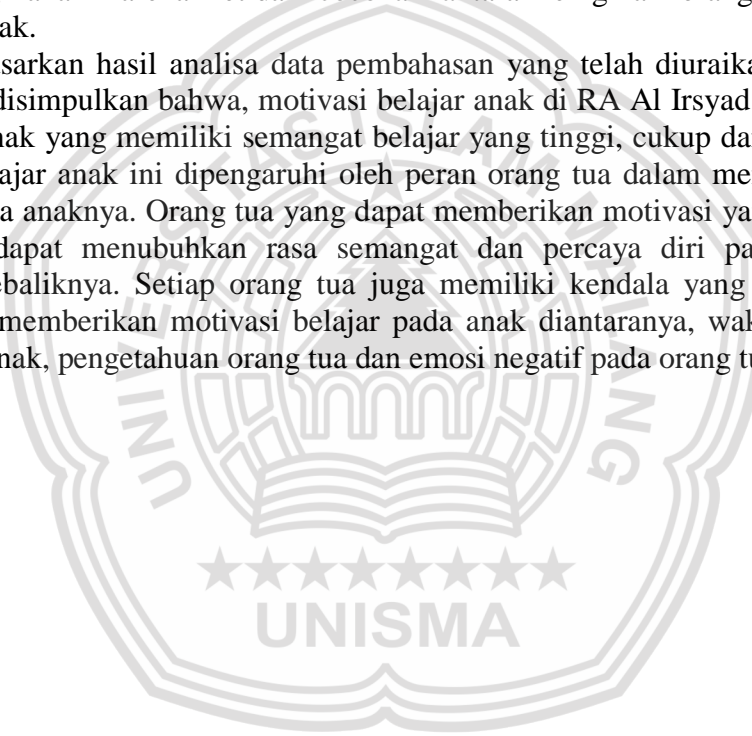 ak.
sarkan hasil analisa data pembahasan yang telah diuraika
disimpulkan bahwa, motivasi belajar anak di RA Al Irsyad
nak yang memiliki semangat belajar yang tinggi, cukup dar
ajar anak ini dipengaruhi oleh peran orang tua dalam me
a anaknya. Orang tua yang dapat memberikan motivasi ya
dapat menubuhkan rasa semangat dan percaya diri pa
ebaliknya. Setiap orang tua juga memiliki kendala yang
memberikan motivasi belajar pada anak diantaranya, wak
nak, pengetahuan orang tua dan emosi negatif pada orang tu
UNIVERSITAS ISLAM MALANG
UNISMA